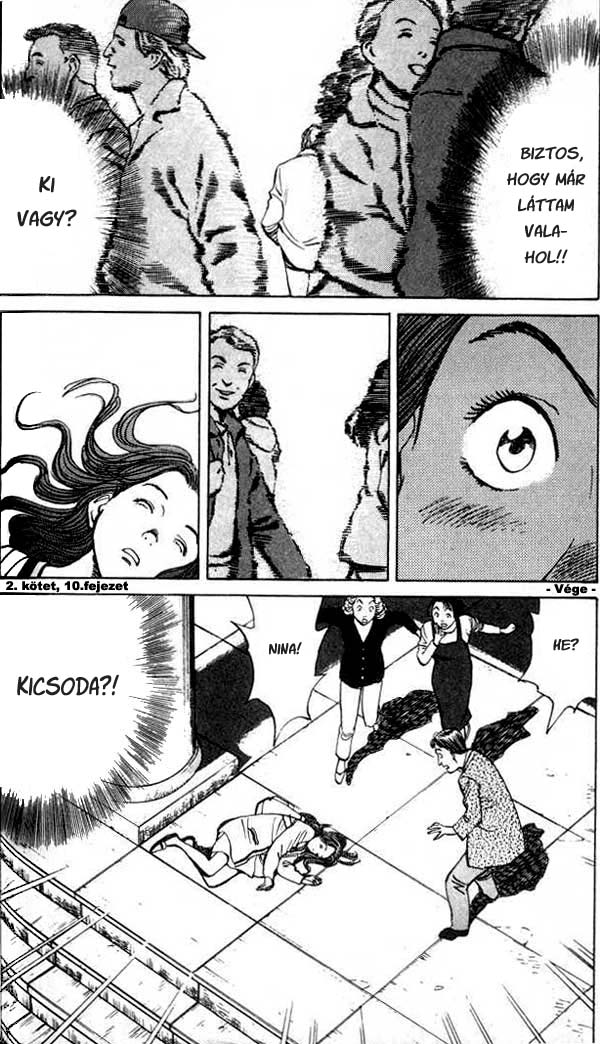 BIZTOS,
HOGY MÁR
LÁTTAM
VALA-
HOL!!
KI
VAGY?
2. kötet, 10.fejezet
- Vége -
HE?
NINA!
KICSODA?!